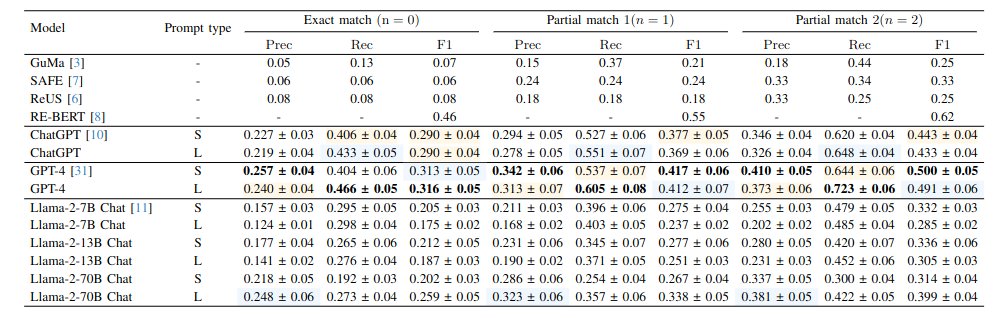 Model Prompt type Exact match (n = 0) Partial match 1(n = 1) Partial match 2(n = 2)
Prec Rec F1 Prec Rec F1 Prec Rec F1
GuMa [3] - 0.05 0.13 0.07 0.15 0.37 0.21 0.18 0.44 0.25
SAFE [7] - 0.06 0.06 0.06 0.24 0.24 0.24 0.33 0.34 0.33
ReUS [6] - 0.08 0.08 0.08 0.18 0.18 0.18 0.33 0.25 0.25
RE-BERT [8] - - - 0.46 - - 0.55 - - 0.62
ChatGPT [10] S 0.227 ± 0.03 0.406 ± 0.04 0.290 ± 0.04 0.294 ± 0.05 0.527 ± 0.06 0.377 ± 0.05 0.346 ± 0.04 0.620 ± 0.04 0.443 ± 0.04
ChatGPT L 0.219 ± 0.04 0.433 ± 0.05 0.290 ± 0.04 0.278 ± 0.05 0.551 ± 0.07 0.369 ± 0.06 0.326 ± 0.04 0.648 ± 0.04 0.433 ± 0.04
GPT-4 [31] S 0.257 ± 0.04 0.404 ± 0.06 0.313 ± 0.05 0.342 ± 0.06 0.537 ± 0.07 0.417 ± 0.06 0.410 ± 0.05 0.644 ± 0.06 0.500 ± 0.05
GPT-4 L 0.240 ± 0.04 0.466 ± 0.05 0.316 ± 0.05 0.313 ± 0.07 0.605 ± 0.08 0.412 ± 0.07 0.373 ± 0.06 0.723 ± 0.06 0.491 ± 0.06
Llama-2-7B Chat [11] S 0.157 ± 0.03 0.295 ± 0.05 0.205 ± 0.03 0.211 ± 0.03 0.396 ± 0.06 0.275 ± 0.04 0.255 ± 0.03 0.479 ± 0.05 0.332 ± 0.03
Llama-2-7B Chat L 0.124 ± 0.01 0.298 ± 0.04 0.175 ± 0.02 0.168 ± 0.02 0.403 ± 0.05 0.237 ± 0.02 0.202 ± 0.02 0.485 ± 0.04 0.285 ± 0.02
Llama-2-13B Chat S 0.177 ± 0.04 0.265 ± 0.06 0.212 ± 0.05 0.231 ± 0.06 0.345 ± 0.07 0.277 ± 0.06 0.280 ± 0.05 0.420 ± 0.07 0.336 ± 0.06
Llama-2-13B Chat L 0.141 ± 0.02 0.276 ± 0.04 0.187 ± 0.03 0.190 ± 0.02 0.371 ± 0.05 0.251 ± 0.03 0.231 ± 0.03 0.452 ± 0.06 0.305 ± 0.03
Llama-2-70B Chat S 0.218 ± 0.05 0.192 ± 0.03 0.202 ± 0.03 0.286 ± 0.06 0.254 ± 0.04 0.267 ± 0.04 0.337 ± 0.05 0.300 ± 0.04 0.314 ± 0.04
Llama-2-70B Chat L 0.248 ± 0.06 0.273 ± 0.04 0.259 ± 0.05 0.323 ± 0.06 0.357 ± 0.06 0.338 ± 0.05 0.381 ± 0.05 0.422 ± 0.05 0.399 ± 0.04